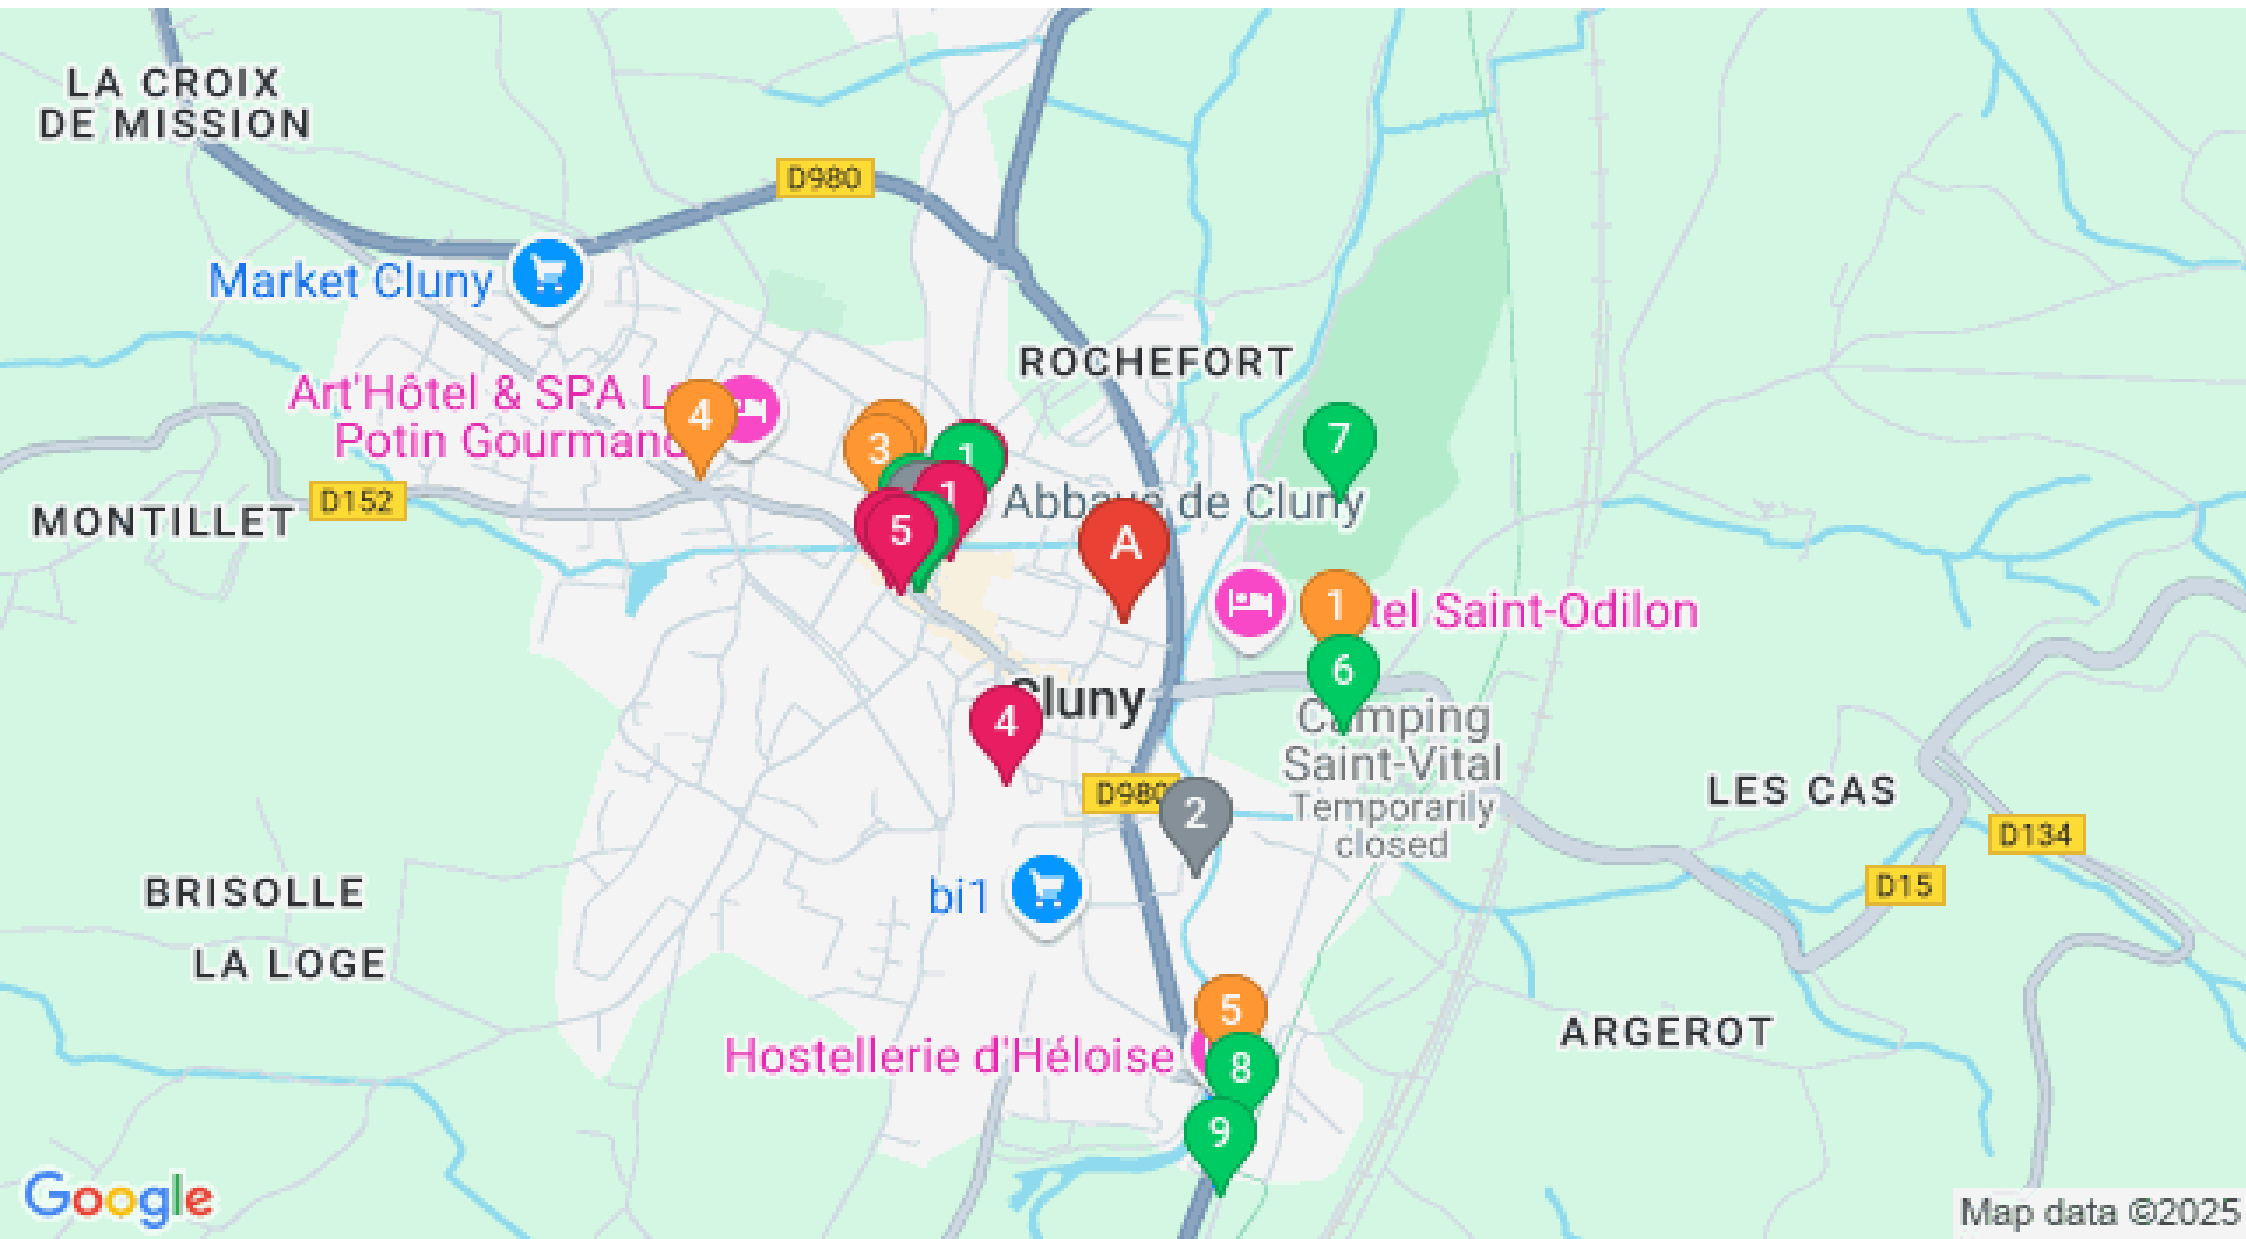 LA CROIX
DE MISSION
D980
Market Cluny
ROCHEFORT
Art'Hôtel & SPA L
Potin Gourmand
4
3
1
7
D152
MONTILLET
1
Abbaye de Cluny
5
A
1
tel Saint-Odilon
6
Cluny
4
Camping
Saint-Vital
Temporarily
closed
D980
2
LES CAS
D134
D15
BRISOLLE
bi1
LA LOGE
5
ARGEROT
Hostellerie d'Héloise
8
9
Google
Map data ©2025